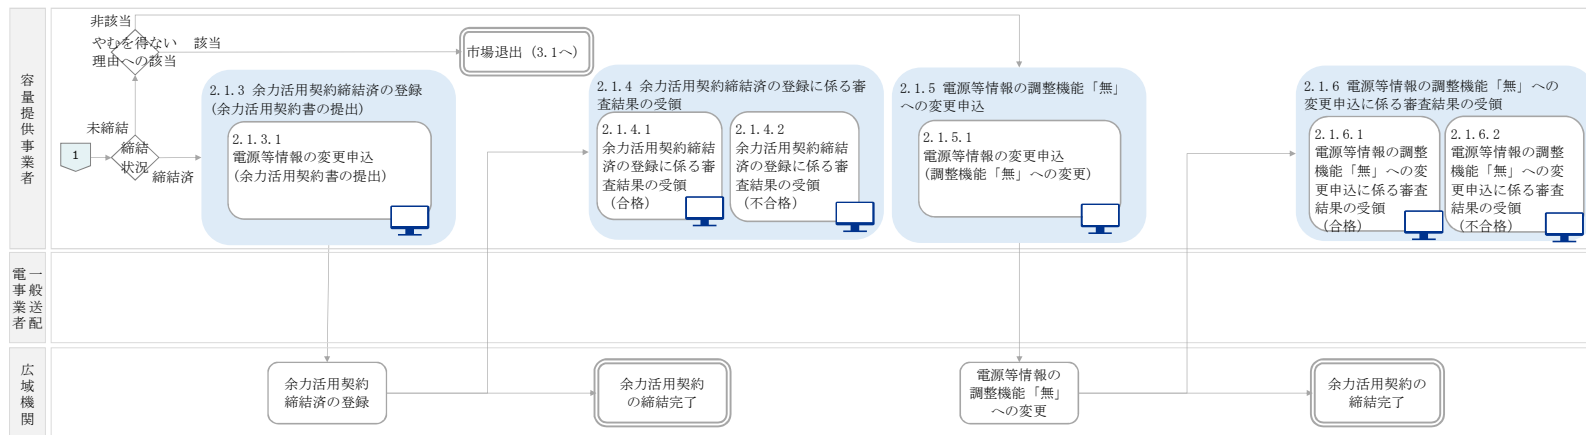 容量提供事業者
非該当
やむを得ない
理由への該当
該当
市場退出（3.1へ）
未締結
1
締結
状況
締結済
2.1.3 余力活用契約締結済の登録
(余力活用契約書の提出)
2.1.3.1
電源等情報の変更申込
(余力活用契約書の提出)
2.1.4 余力活用契約締結済の登録に係る審
査結果の受領
2.1.4.1
余力活用契約締結
済の登録に係る審
査結果の受領
（合格）
2.1.4.2
余力活用契約締結
済の登録に係る審
査結果の受領
（不合格）
2.1.5 電源等情報の調整機能「無」
への変更申込
2.1.5.1
電源等情報の変更申込
(調整機能「無」への変更)
2.1.6 電源等情報の調整機能「無」への
変更申込に係る審査結果の受領
2.1.6.1
電源等情報の調整
機能「無」への変
更申込に係る審査
結果の受領
（合格）
2.1.6.2
電源等情報の調整
機能「無」への変
更申込に係る審査
結果の受領
（不合格）
一般送配
電事業者
広域機関
余力活用契約
締結済の登録
余力活用契約
の締結完了
電源等情報の
調整機能「無」
への変更
余力活用契約の
締結完了